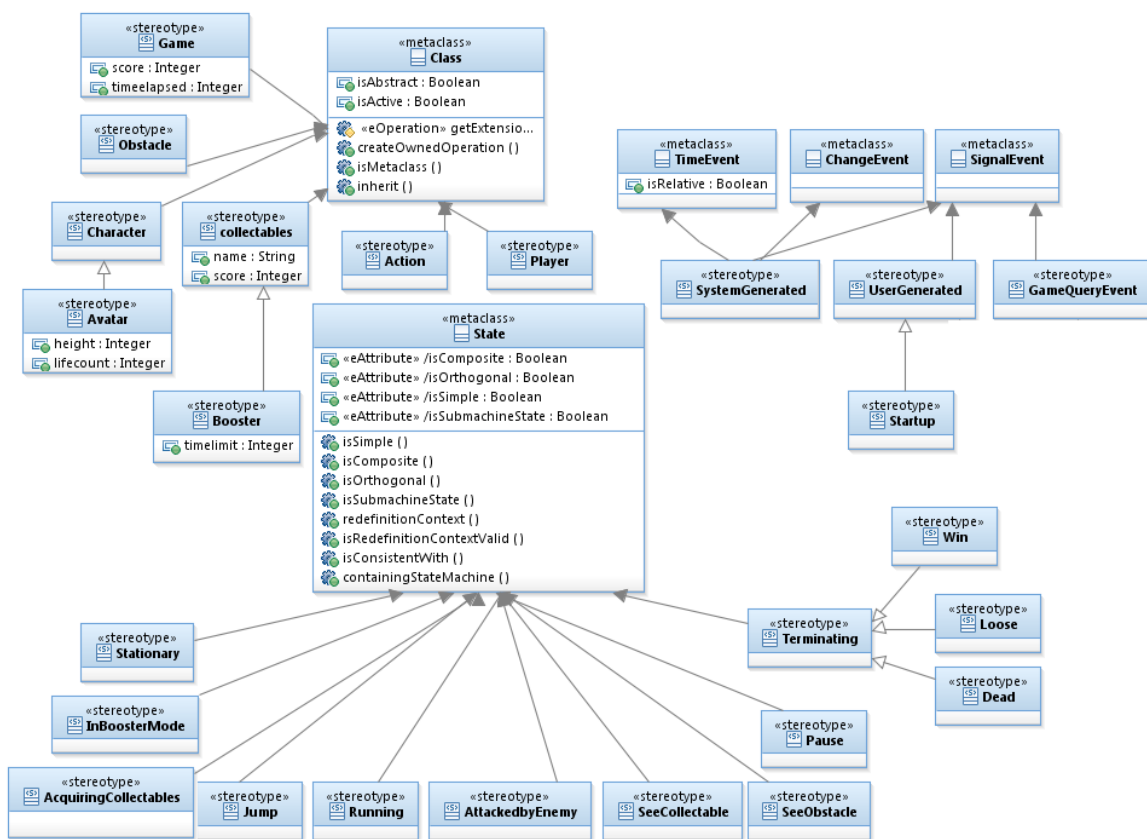 «stereotype»
Game
score : Integer
timeelapsed : Integer
«metaclass»
Class
isAbstract : Boolean
isActive : Boolean
«eOperation» getExtensio...
createOwnedOperation ( )
isMetaclass ( )
inherit ( )
«stereotype»
Obstacle
«metaclass»
TimeEvent
isRelative : Boolean
«metaclass»
ChangeEvent
«metaclass»
SignalEvent
«stereotype»
Character
«stereotype»
collectables
name : String
score : Integer
«stereotype»
Action
«stereotype»
Player
«stereotype»
SystemGenerated
«stereotype»
UserGenerated
«stereotype»
GameQueryEvent
«stereotype»
Avatar
height : Integer
lifecount : Integer
«metaclass»
State
«eAttribute» /isComposite : Boolean
«eAttribute» /isOrthogonal : Boolean
«eAttribute» /isSimple : Boolean
«eAttribute» /isSubmachineState : Boolean
isSimple ( )
isComposite ( )
isOrthogonal ( )
isSubmachineState ( )
redefinitionContext ( )
isRedefinitionContextValid ( )
isConsistentWith ( )
containingStateMachine ( )
«stereotype»
Booster
timelimit : Integer
«stereotype»
Startup
«stereotype»
Win
«stereotype»
Loose
«stereotype»
Terminating
«stereotype»
Dead
«stereotype»
Stationary
«stereotype»
InBoosterMode
«stereotype»
Pause
«stereotype»
AcquiringCollectables
«stereotype»
Jump
«stereotype»
Running
«stereotype»
AttackedbyEnemy
«stereotype»
SeeCollectable
«stereotype»
SeeObstacle